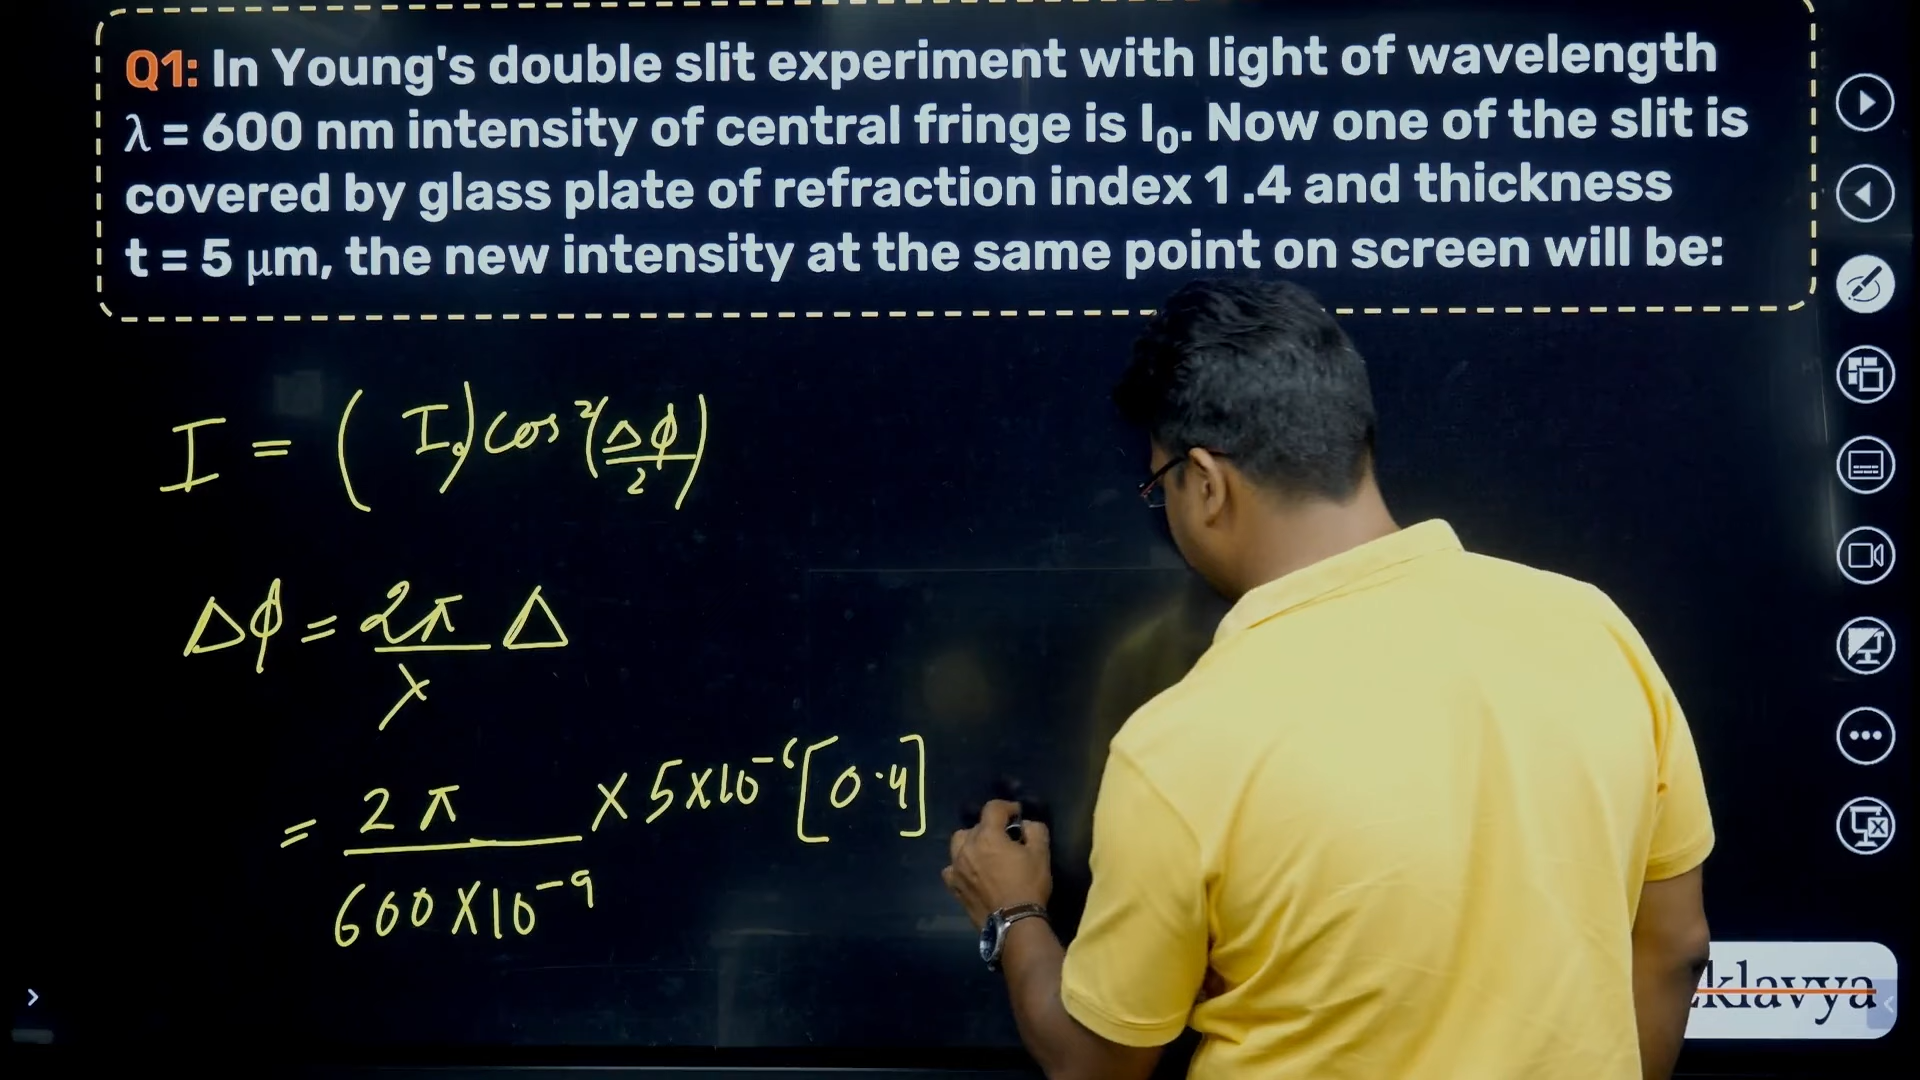 Q1: In Young's double slit experiment with light of wavelength
λ = 600 nm intensity of central fringe is I₀. Now one of the slit is
covered by glass plate of refraction index 1 .4 and thickness
t = 5 μm, the new intensity at the same point on screen will be:
I = ( I₀) cos²(Δϕ/2)
Δϕ = 2π/λ Δ
= 2π/600×10⁻⁹ × 5×10⁻⁶ [0.4]
klavya